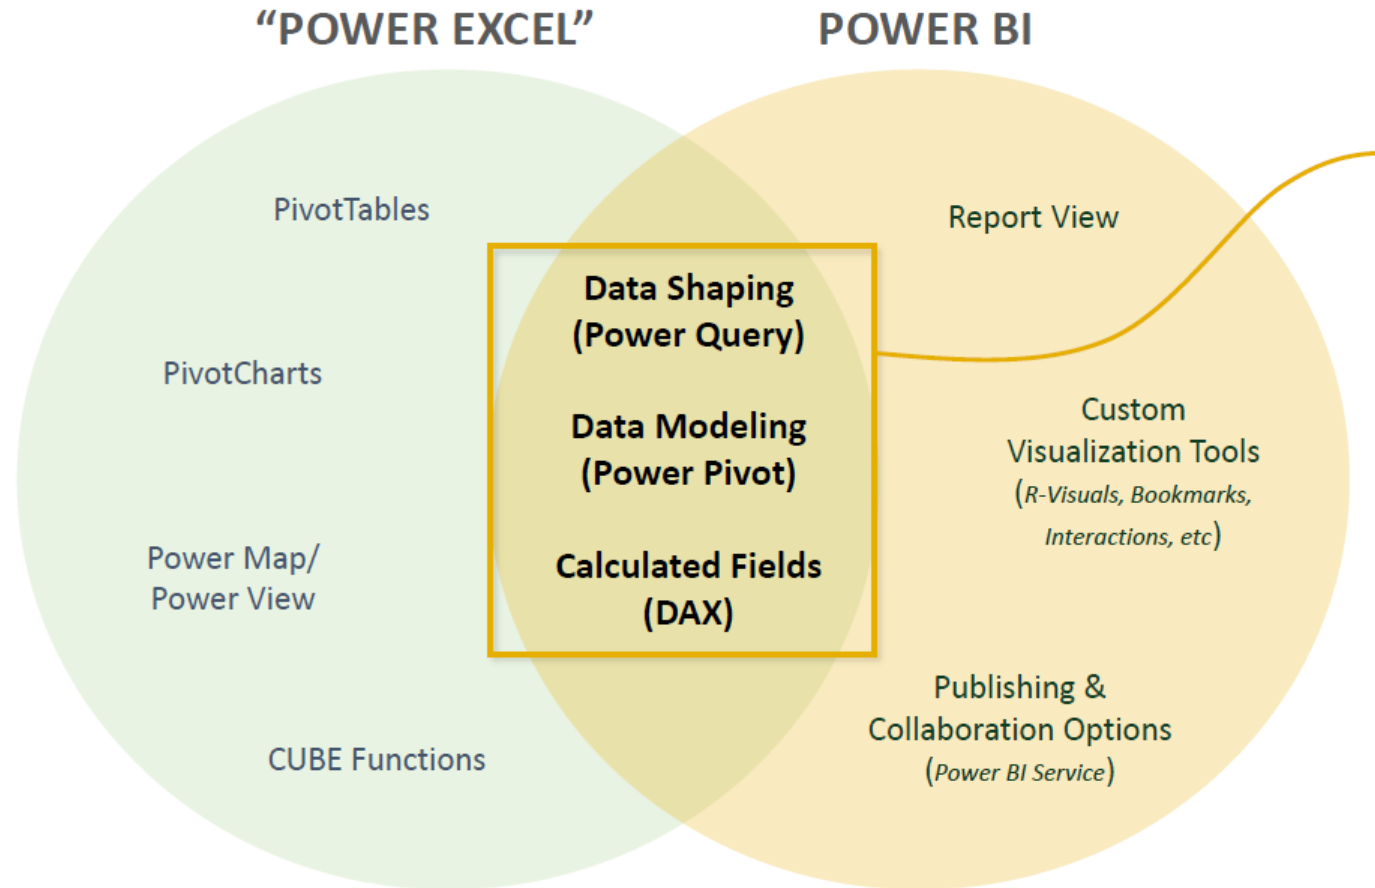 “POWER EXCEL”
POWER BI
PivotTables
PivotCharts
Power Map/
Power View
CUBE Functions
Data Shaping
(Power Query)
Data Modeling
(Power Pivot)
Calculated Fields
(DAX)
Report View
Custom
Visualization Tools
(R-Visuals, Bookmarks,
Interactions, etc)
Publishing &
Collaboration Options
(Power BI Service)